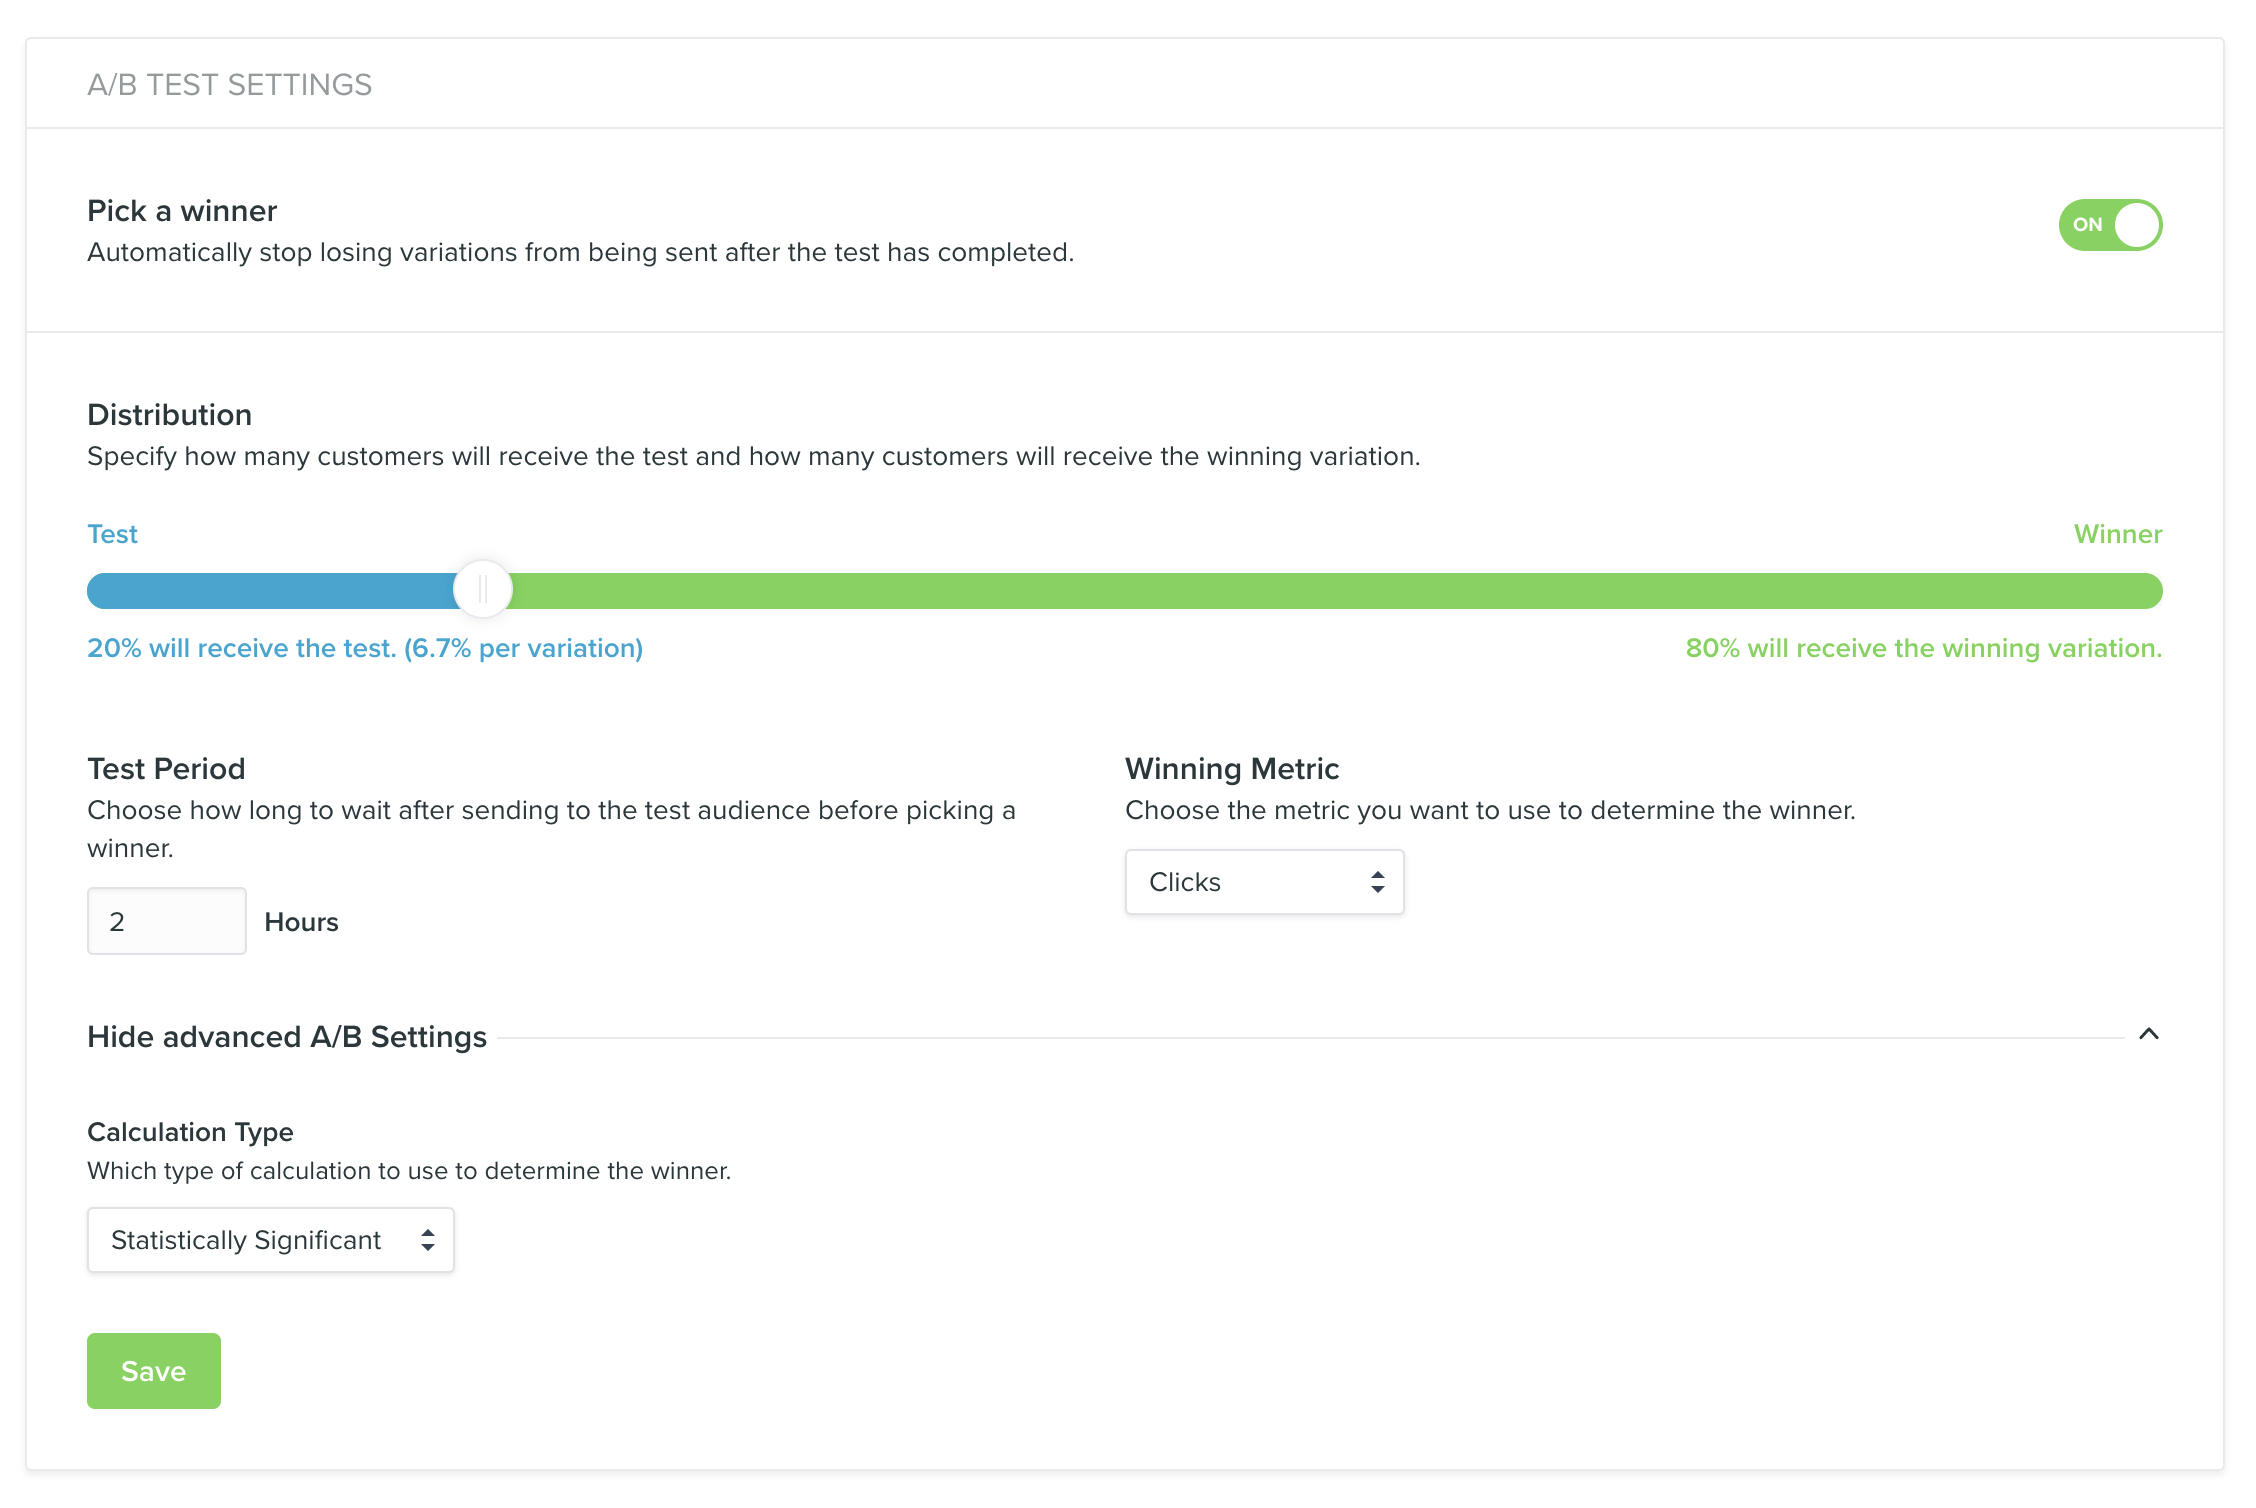 A/B TEST SETTINGS
Pick a winner
Automatically stop losing variations from being sent after the test has completed.
ON
Distribution
Specify how many customers will receive the test and how many customers will receive the winning variation.
Test
Winner
20% will receive the test. (6.7% per variation)
80% will receive the winning variation.
Test Period
Choose how long to wait after sending to the test audience before picking a
winner.
2
Hours
Winning Metric
Choose the metric you want to use to determine the winner.
Clicks
Hide advanced A/B Settings
Calculation Type
Which type of calculation to use to determine the winner.
Statistically Significant
Save